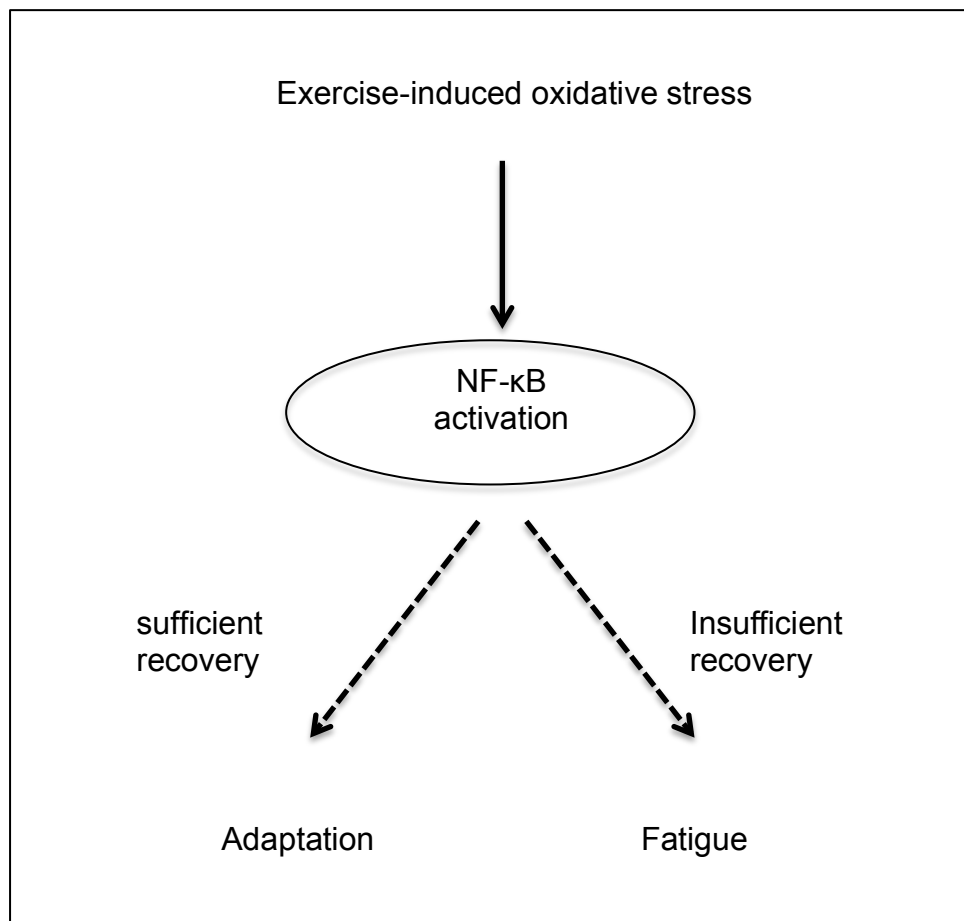 Exercise-induced oxidative stress
NF-κB
activation
sufficient
recovery
Insufficient
recovery
Adaptation
Fatigue